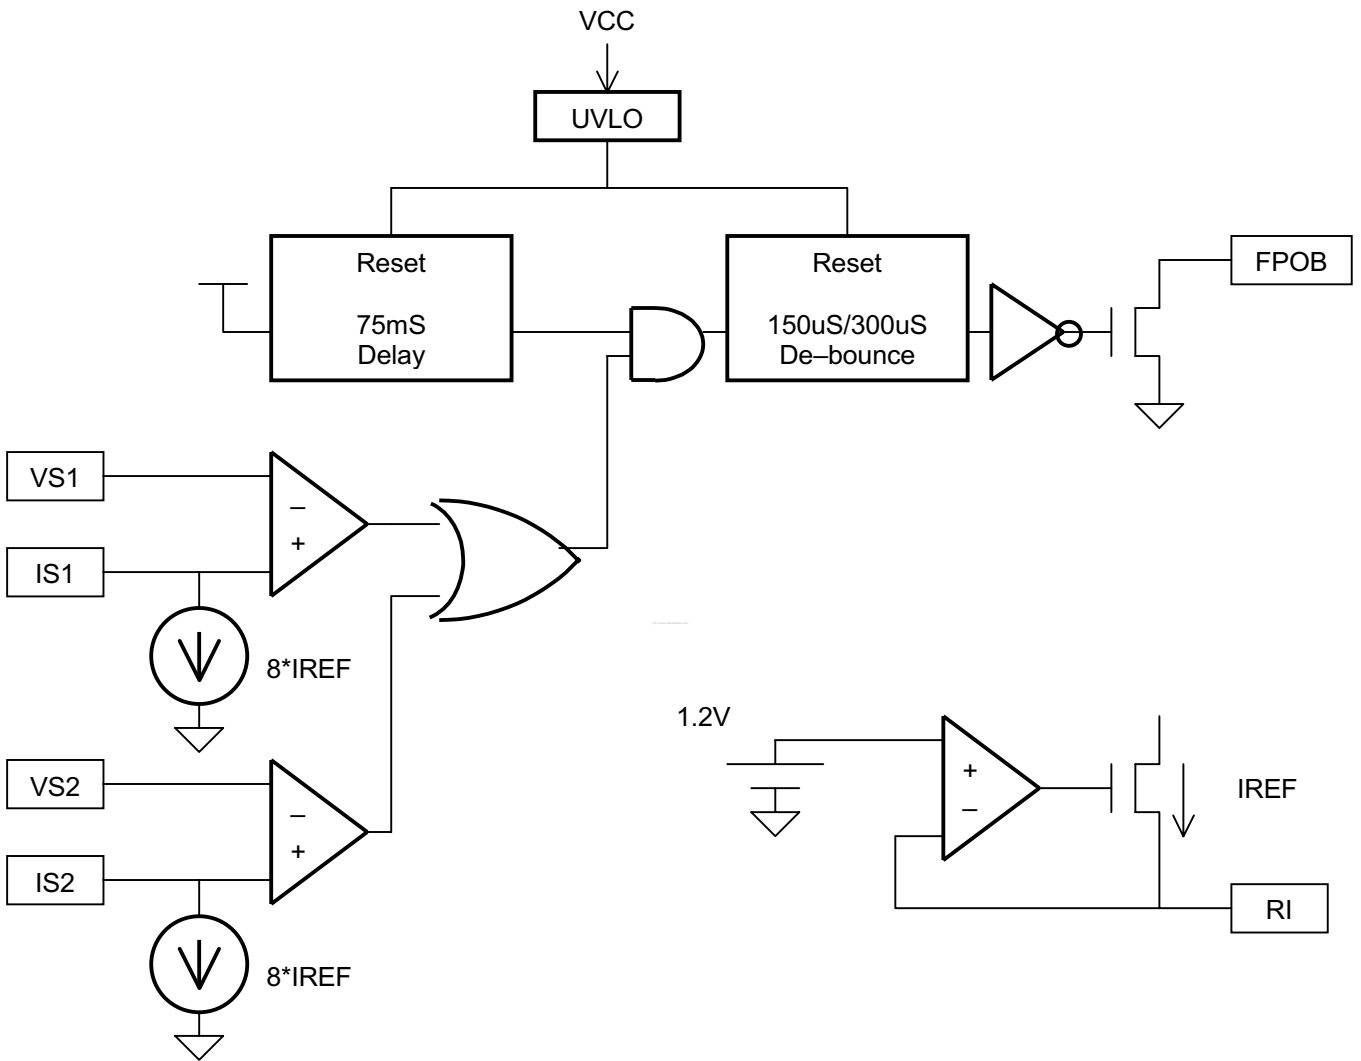 VCC
UVLO
Reset
75mS
Delay
Reset
150uS/300uS
De–bounce
FPOB
VS1
IS1
–
+
8*IREF
VS2
IS2
–
+
8*IREF
1.2V
+
–
IREF
RI